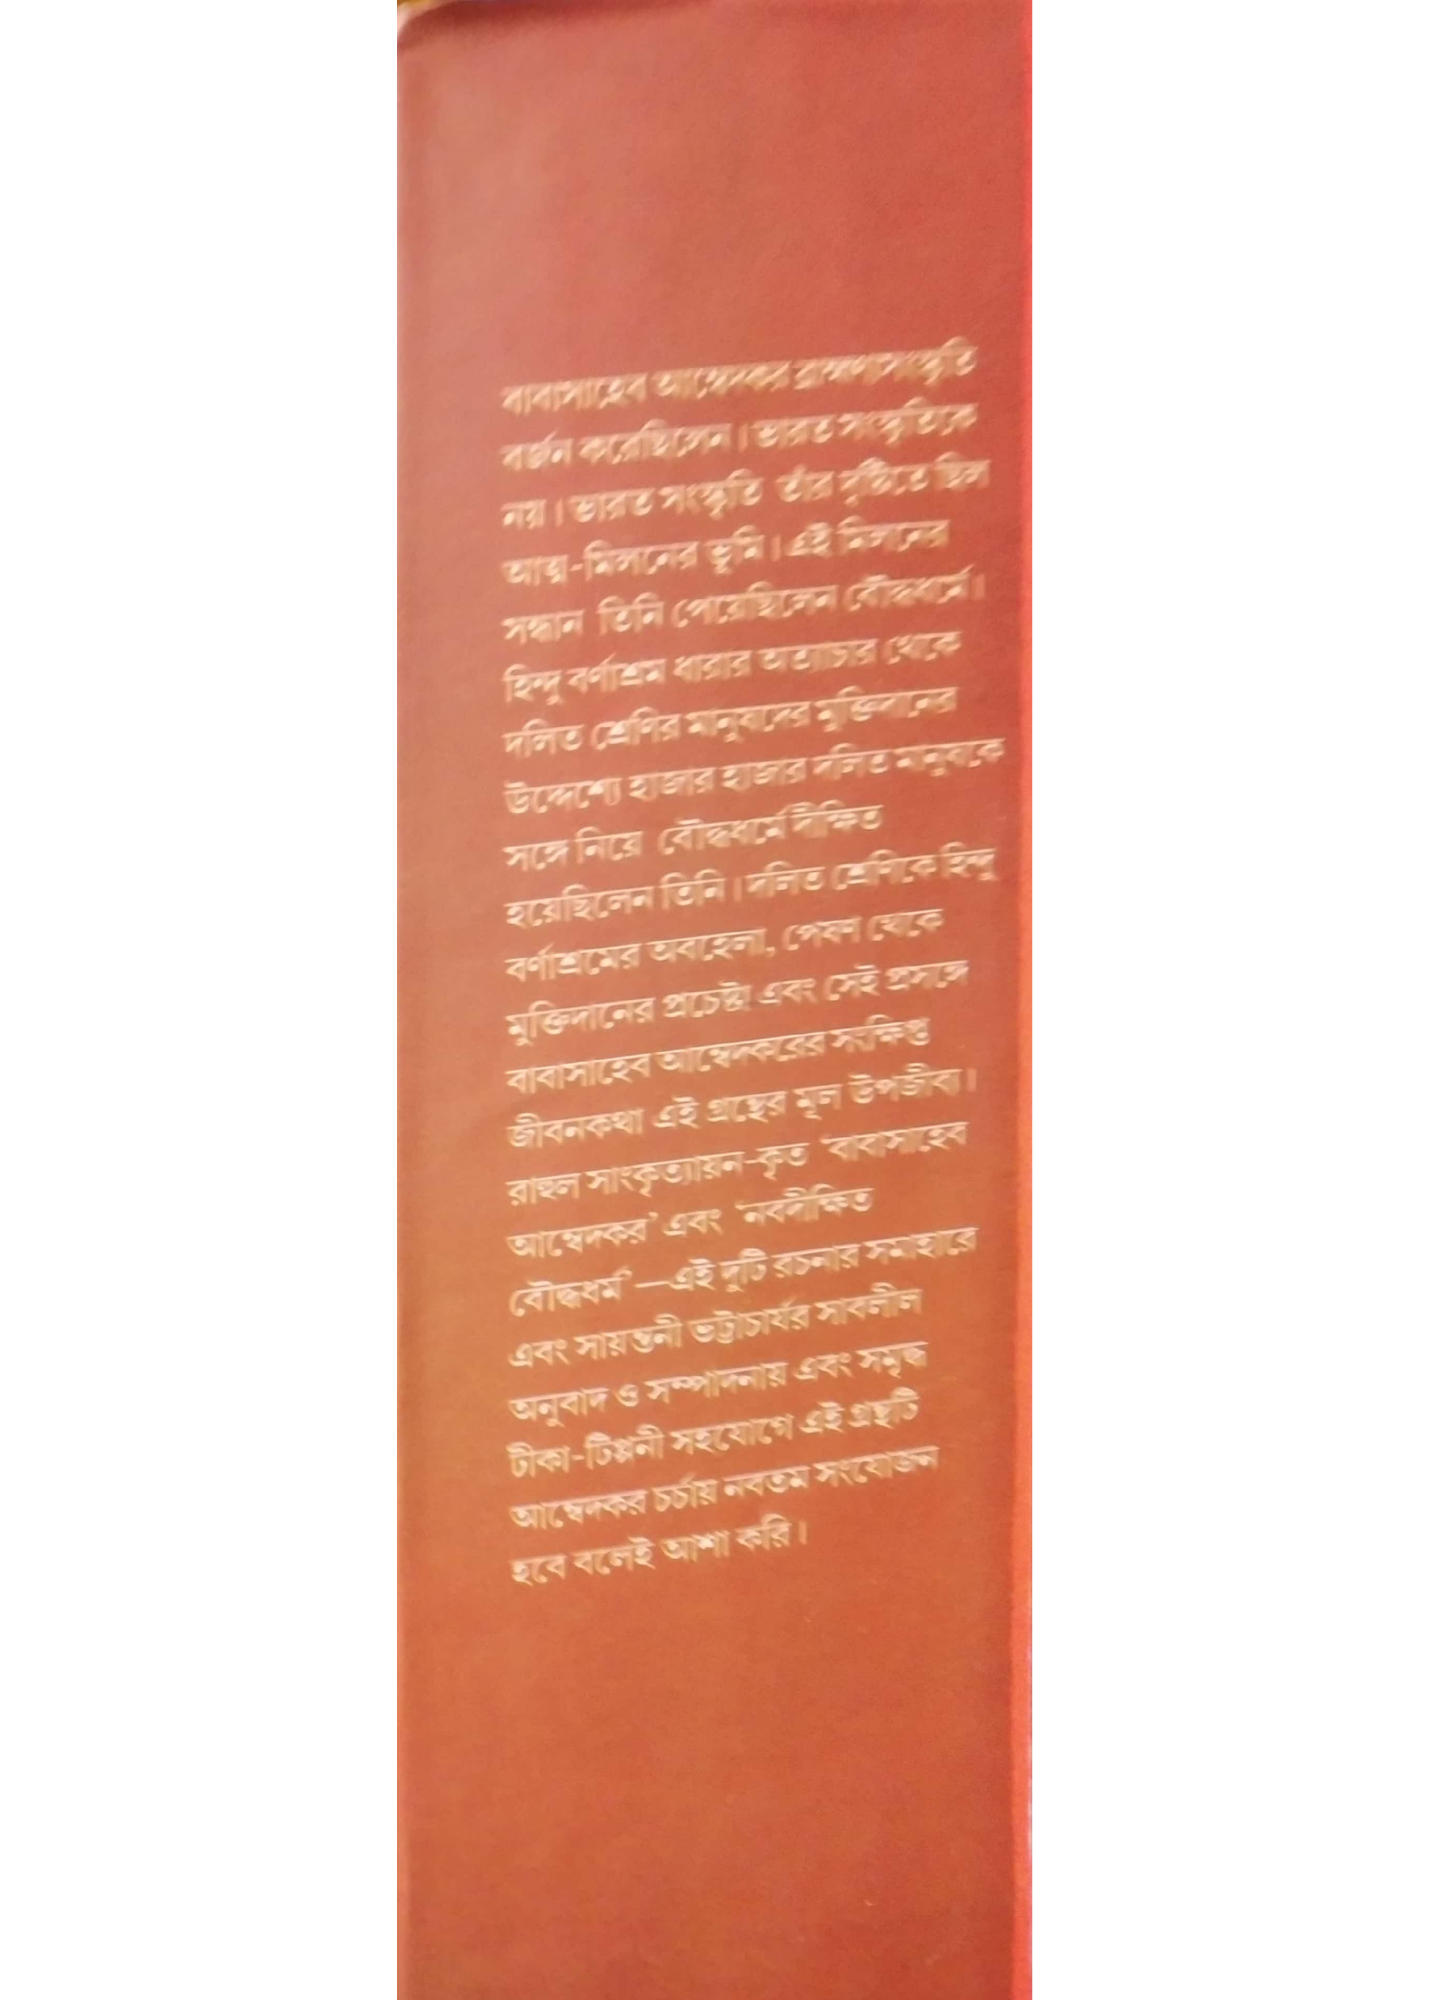 বাবাসাহেব আম্বেদকর ব্রাহ্মণ্যসংস্কৃতি
বর্জন করেছিলেন। ভারত সংস্কৃতিকে
নয়। ভারত সংস্কৃতি তাঁর দৃষ্টিতে ছিল
আত্ম-মিলনের ভূমি। এই মিলনের
সন্ধান তিনি পেয়েছিলেন বৌদ্ধধর্মে।
হিন্দু বর্ণাশ্রম ধারার অত্যাচার থেকে
দলিত শ্রেণির মানুষদের মুক্তিদানের
উদ্দেশ্যে হাজার হাজার দলিত মানুষকে
সঙ্গে নিয়ে বৌদ্ধধর্মে দীক্ষিত
হয়েছিলেন তিনি। দলিত শ্রেণিকে হিন্দু
বর্ণাশ্রমের অবহেলা, পেষণ থেকে
মুক্তিদানের প্রচেষ্টা এবং সেই প্রসঙ্গে
বাবাসাহেব আম্বেদকরের সংক্ষিপ্ত
জীবনকথা এই গ্রন্থের মূল উপজীব্য।
রাহুল সাংকৃত্যায়ন-কৃত ‘বাবাসাহেব
আম্বেদকর’ এবং ‘নবদীক্ষিত
বৌদ্ধধর্ম’—এই দুটি রচনার সমাহারে
এবং সায়ন্তনী ভট্টাচার্যর সাবলীল
অনুবাদ ও সম্পাদনায় এবং সমৃদ্ধ
টীকা-টিপ্পনী সহযোগে এই গ্রন্থটি
আম্বেদকর চর্চায় নবতম সংযোজন
হবে বলেই আশা করি।